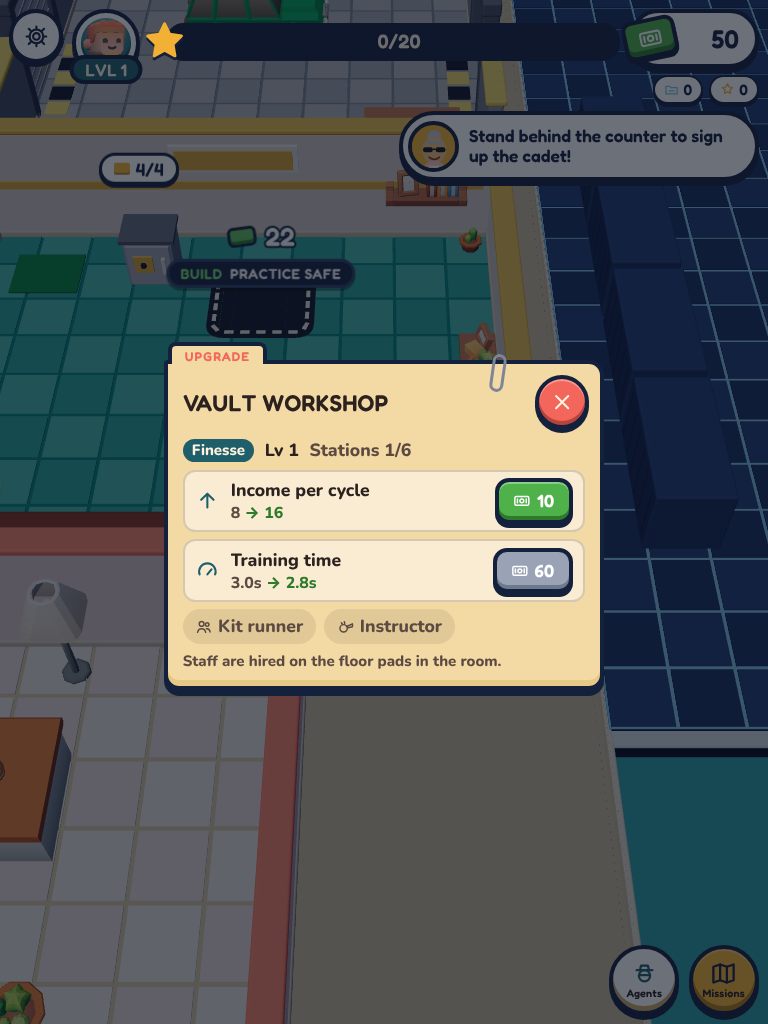 LVL 1
0/20
50
0
0
Stand behind the counter to sign
up the cadet!
4/4
22
BUILD PRACTICE SAFE
UPGRADE
VAULT WORKSHOP
Finesse Lv 1 Stations 1/6
Income per cycle
8 → 16
10
Training time
3.0s → 2.8s
60
Kit runner
Instructor
Staff are hired on the floor pads in the room.
Agents
Missions